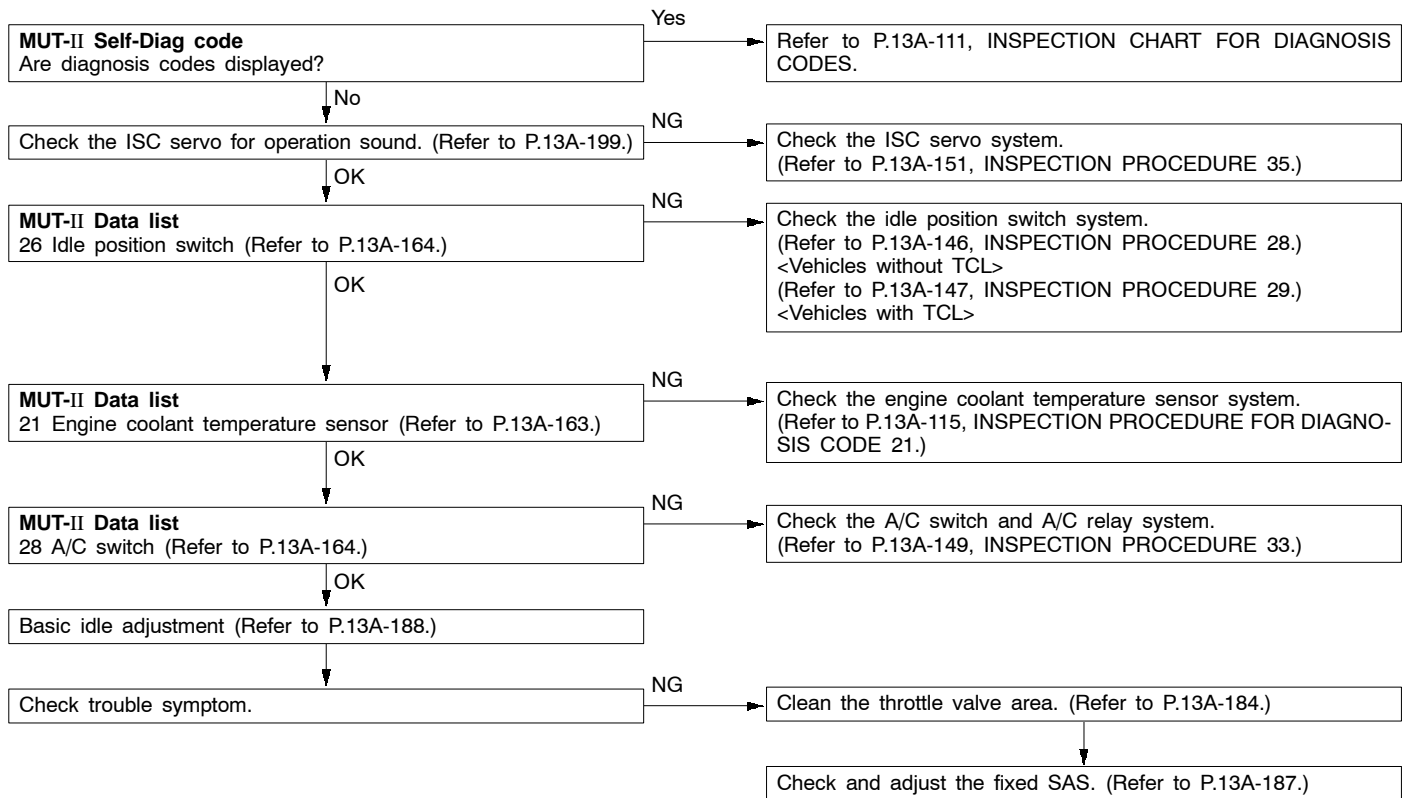 Yes
MUT-II Self-Diag code
Are diagnosis codes displayed?
Refer to P.13A-111, INSPECTION CHART FOR DIAGNOSIS
CODES.
No
NG
Check the ISC servo for operation sound. (Refer to P.13A-199.)
Check the ISC servo system.
(Refer to P.13A-151, INSPECTION PROCEDURE 35.)
OK
NG
MUT-II Data list
26 Idle position switch (Refer to P.13A-164.)
Check the idle position switch system.
(Refer to P.13A-146, INSPECTION PROCEDURE 28.)
<Vehicles without TCL>
(Refer to P.13A-147, INSPECTION PROCEDURE 29.)
<Vehicles with TCL>
OK
NG
MUT-II Data list
21 Engine coolant temperature sensor (Refer to P.13A-163.)
Check the engine coolant temperature sensor system.
(Refer to P.13A-115, INSPECTION PROCEDURE FOR DIAGNO-
SIS CODE 21.)
OK
NG
MUT-II Data list
28 A/C switch (Refer to P.13A-164.)
Check the A/C switch and A/C relay system.
(Refer to P.13A-149, INSPECTION PROCEDURE 33.)
OK
Basic idle adjustment (Refer to P.13A-188.)
NG
Check trouble symptom.
Clean the throttle valve area. (Refer to P.13A-184.)
Check and adjust the fixed SAS. (Refer to P.13A-187.)